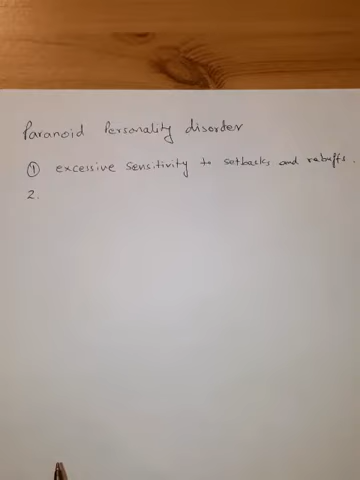 Paranoid Personality disorder
① excessive sensitivity to setbacks and rebuffs.
2.